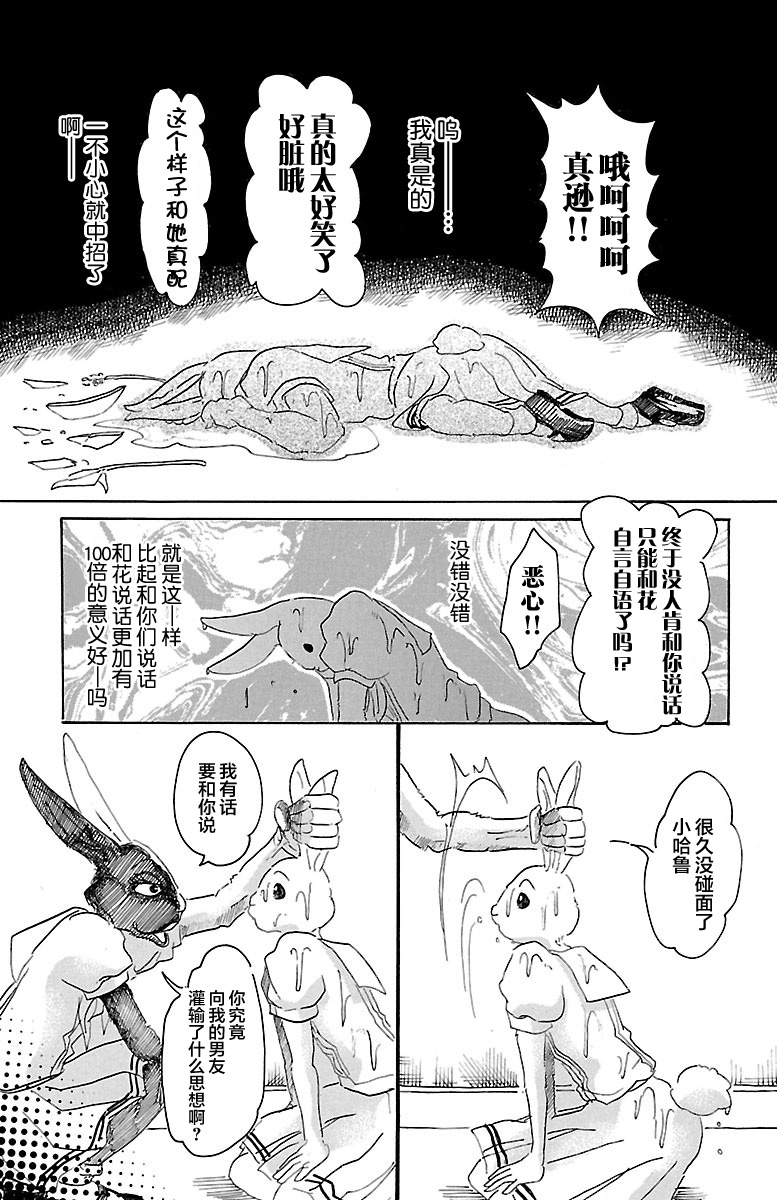 哦呵呵呵
真逊!!
呜——…
我真是的
真的太好笑了
好脏哦
这个样子和她真配
一不小心就中招了
啊——
终于没人肯和你说话
只能和花
自言自语了吗!?
恶心!!
没错没错
就是这—样
比起和你们说话
和花说话更加有
100倍的意义好—吗
很久没碰面了
小哈鲁
我有话
要和你说
你究竟
向我的男友
灌输了什么思想啊?